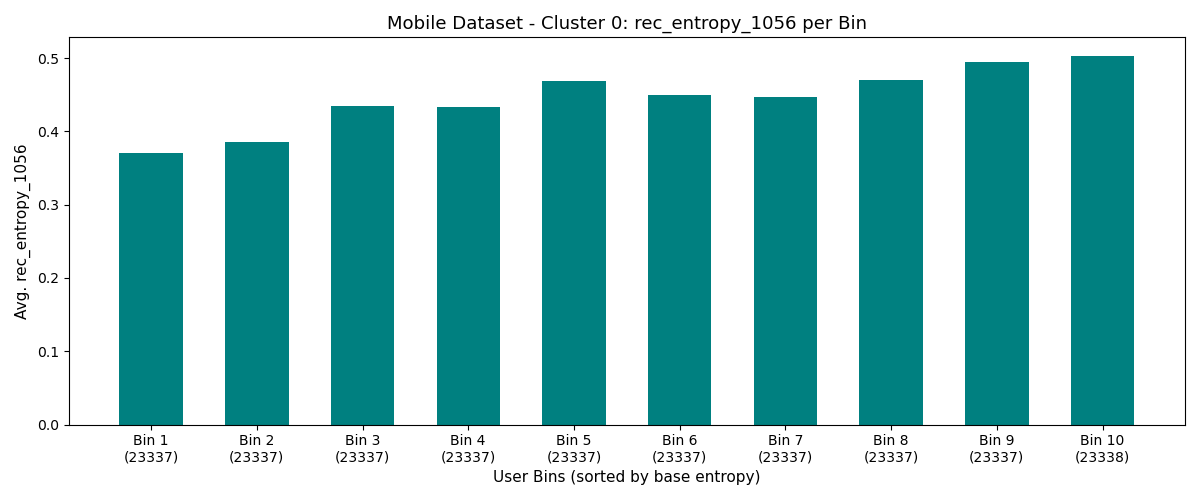 Mobile Dataset - Cluster 0: rec_entropy_1056 per Bin
Avg. rec_entropy_1056
0.5
0.4
0.3
0.2
0.1
0.0
Bin 1 Bin 2 Bin 3 Bin 4 Bin 5 Bin 6 Bin 7 Bin 8 Bin 9 Bin 10
(23337) (23337) (23337) (23337) (23337) (23337) (23337) (23337) (23337) (23338)
User Bins (sorted by base entropy)